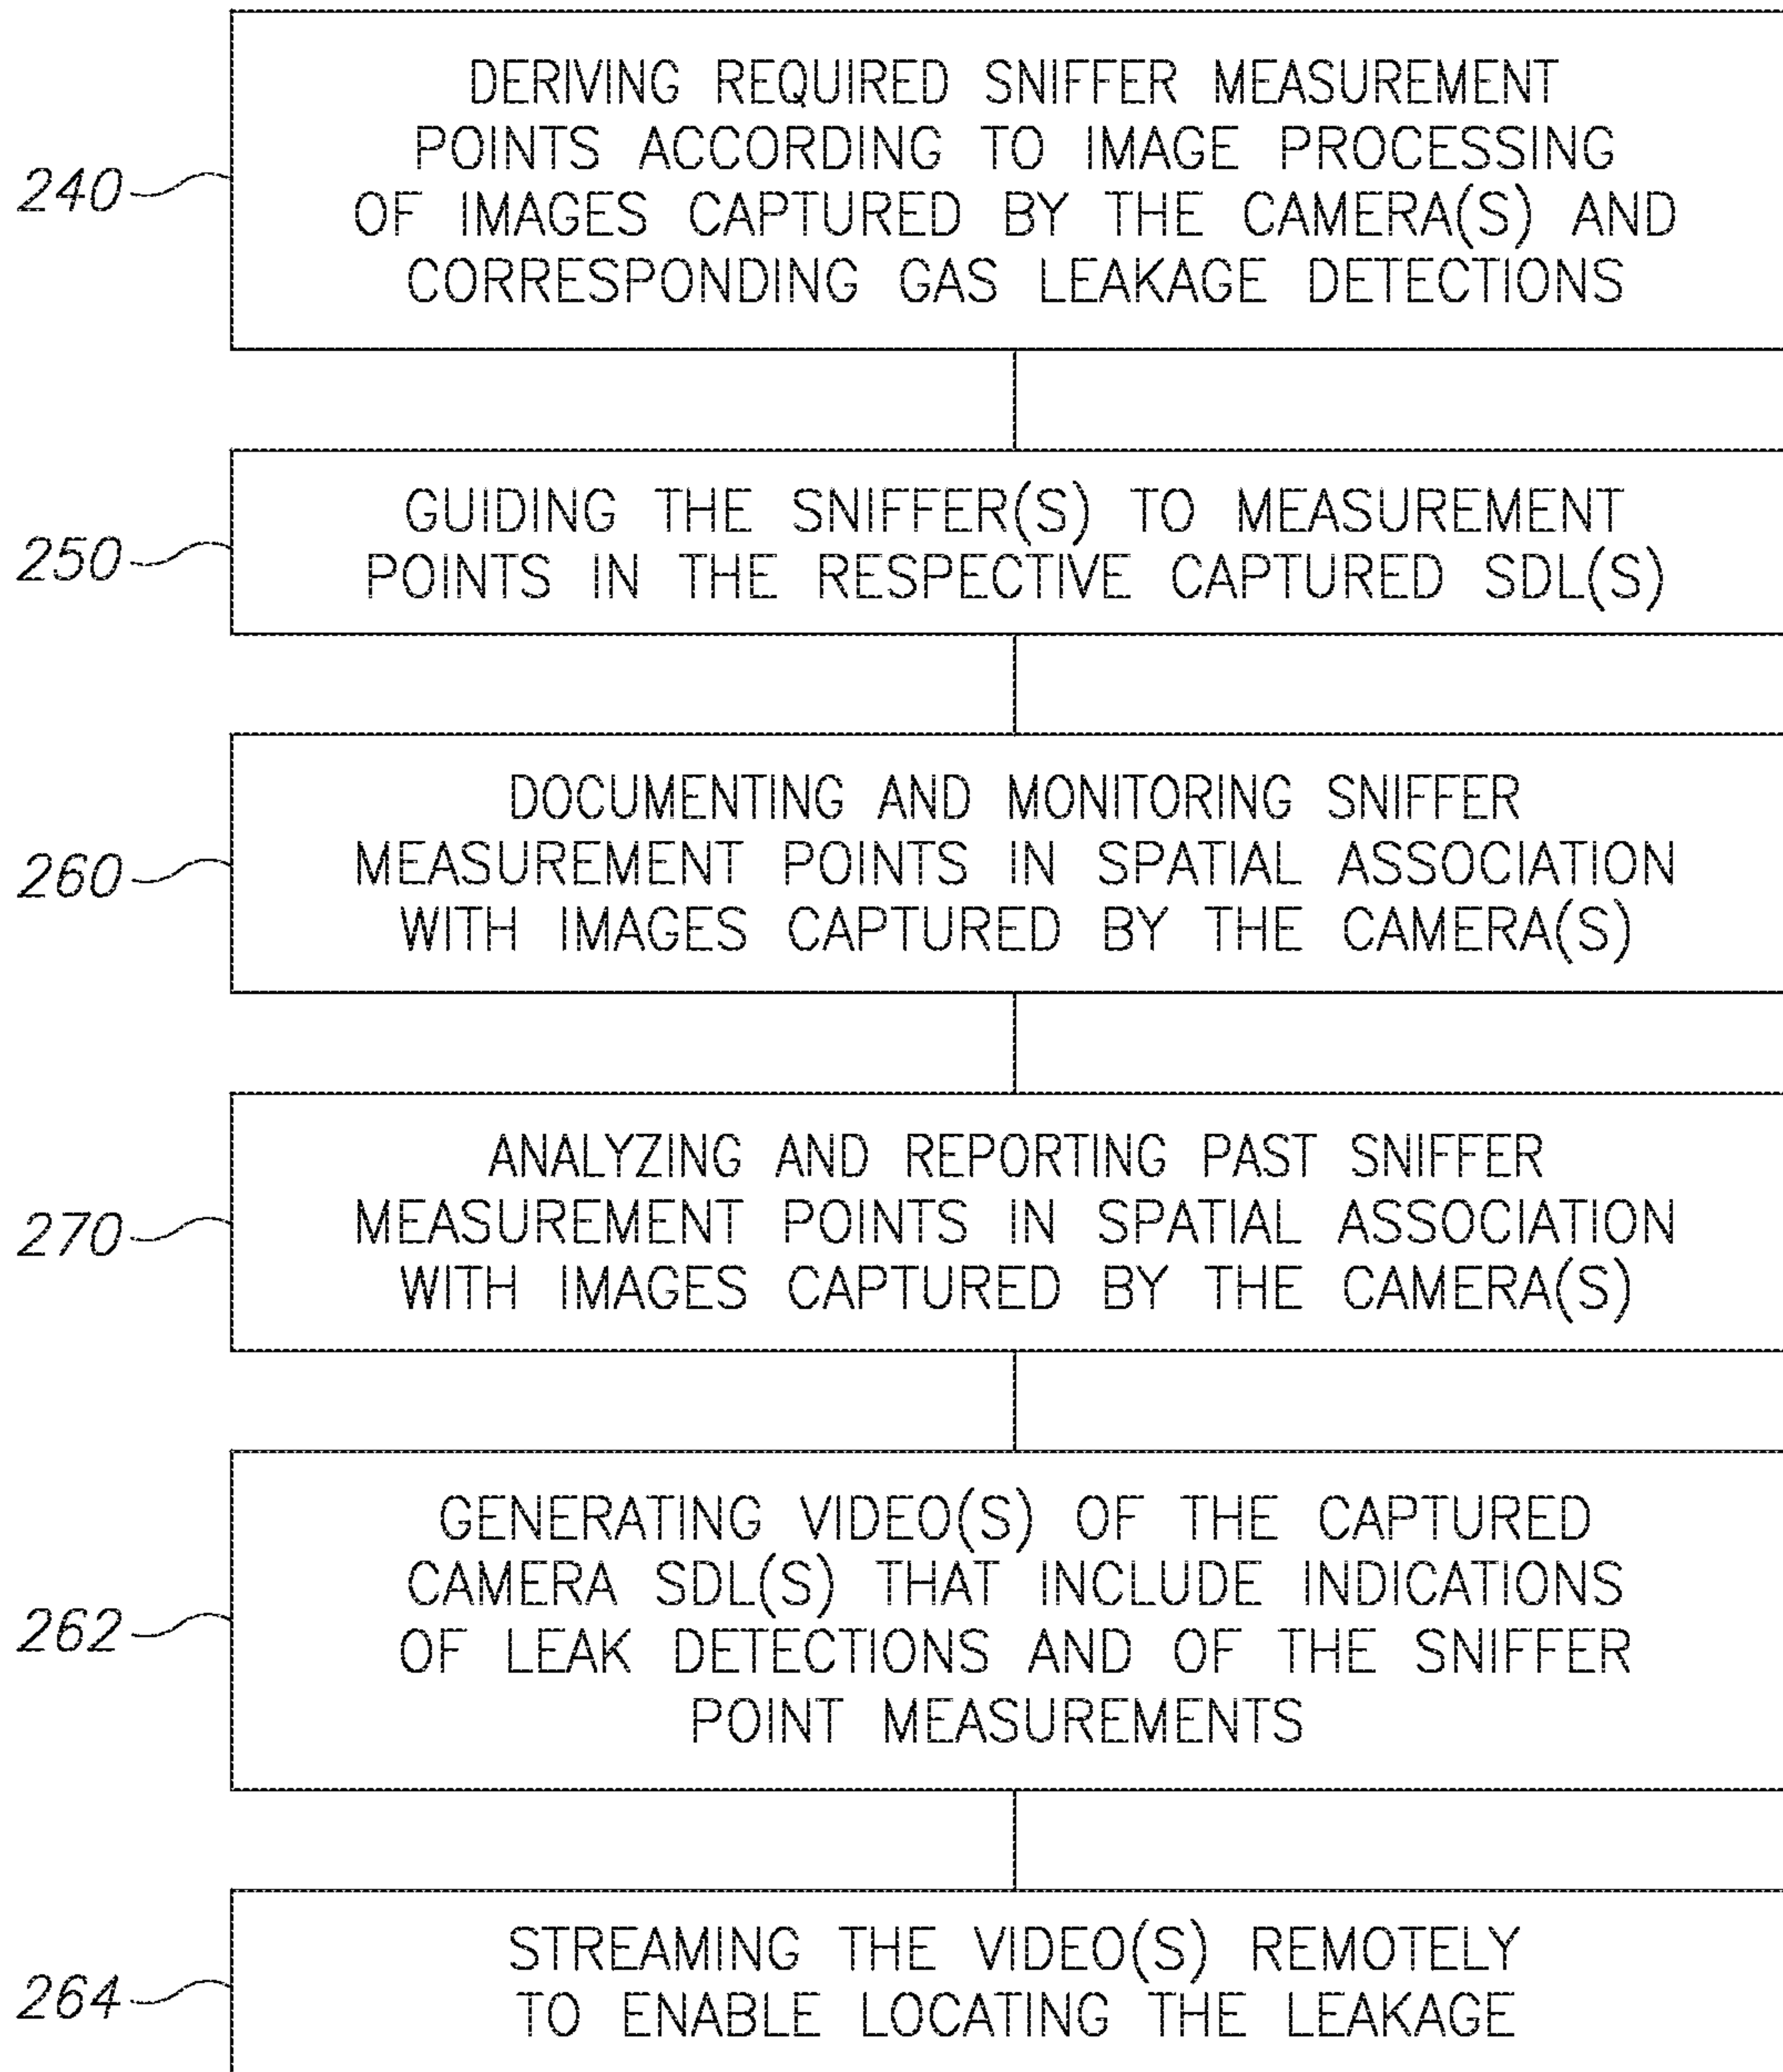 DERIVING REQUIRED SNIFFER MEASUREMENT
POINTS ACCORDING TO IMAGE PROCESSING
OF IMAGES CAPTURED BY THE CAMERA(S) AND
CORRESPONDING GAS LEAKAGE DETECTIONS
240
GUIDING THE SNIFFER(S) TO MEASUREMENT
POINTS IN THE RESPECTIVE CAPTURED SDL(S)
250
DOCUMENTING AND MONITORING SNIFFER
MEASUREMENT POINTS IN SPATIAL ASSOCIATION
WITH IMAGES CAPTURED BY THE CAMERA(S)
260
ANALYZING AND REPORTING PAST SNIFFER
MEASUREMENT POINTS IN SPATIAL ASSOCIATION
WITH IMAGES CAPTURED BY THE CAMERA(S)
270
GENERATING VIDEO(S) OF THE CAPTURED
CAMERA SDL(S) THAT INCLUDE INDICATIONS
OF LEAK DETECTIONS AND OF THE SNIFFER
POINT MEASUREMENTS
262
STREAMING THE VIDEO(S) REMOTELY
TO ENABLE LOCATING THE LEAKAGE
264